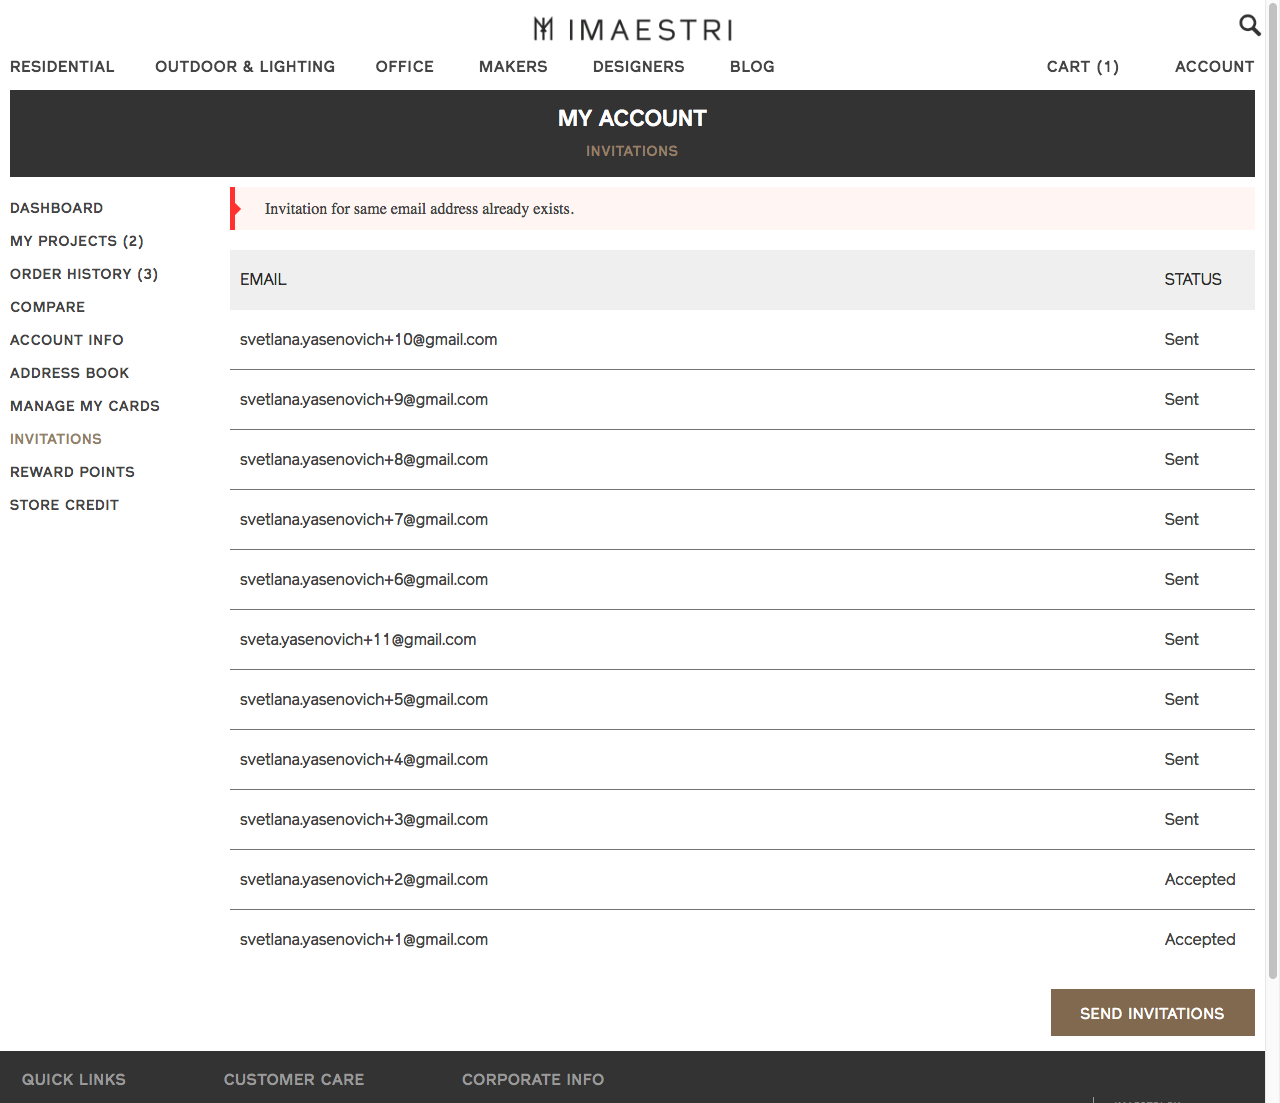 IMAESTRI
RESIDENTIAL OUTDOOR & LIGHTING OFFICE MAKERS DESIGNERS BLOG CART (1) ACCOUNT
MY ACCOUNT
INVITATIONS
DASHBOARD
MY PROJECTS (2)
ORDER HISTORY (3)
COMPARE
ACCOUNT INFO
ADDRESS BOOK
MANAGE MY CARDS
INVITATIONS
REWARD POINTS
STORE CREDIT
Invitation for same email address already exists.
EMAIL STATUS
svetlana.yasenovich+10@gmail.com Sent
svetlana.yasenovich+9@gmail.com Sent
svetlana.yasenovich+8@gmail.com Sent
svetlana.yasenovich+7@gmail.com Sent
svetlana.yasenovich+6@gmail.com Sent
sveta.yasenovich+11@gmail.com Sent
svetlana.yasenovich+5@gmail.com Sent
svetlana.yasenovich+4@gmail.com Sent
svetlana.yasenovich+3@gmail.com Sent
svetlana.yasenovich+2@gmail.com Accepted
svetlana.yasenovich+1@gmail.com Accepted
SEND INVITATIONS
QUICK LINKS CUSTOMER CARE CORPORATE INFO